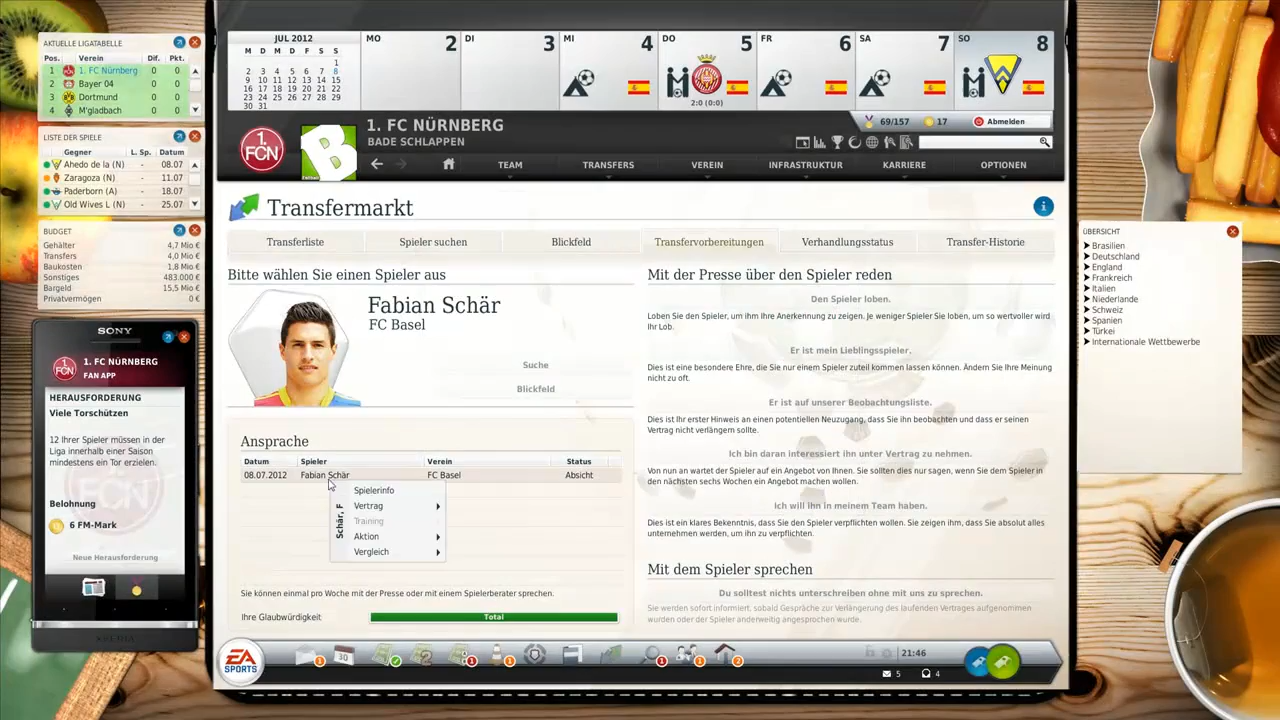 AKTUELLE LIGATABELLE
Pos. Verein Dif. Pkt.
1 1. FC Nürnberg 0 0
2 Bayer 04 0 0
3 Dortmund 0 0
4 M'gladbach 0 0
LISTE DER SPIELE
Gegner L. Sp. Datum
Ahedo de la (N) - 08.07
Zaragoza (N) - 11.07
Paderborn (A) - 18.07
Old Wives L (N) - 25.07
BUDGET
Gehälter 4,7 Mio €
Transfers 4,0 Mio €
Baukosten 1,8 Mio €
Sonstiges 483.000 €
Bargeld 15,5 Mio €
Privatvermögen 0 €
SONY
1. FC NÜRNBERG
FAN APP
HERAUSFORDERUNG
Viele Torschützen
12 Ihrer Spieler müssen in der
Liga innerhalb einer Saison
mindestens ein Tor erzielen.
Belohnung
6 FM-Mark
Neue Herausforderung
XPERIA
JUL 2012
M D M D F S S
1
2 3 4 5 6 7 8
9 10 11 12 13 14 15
16 17 18 19 20 21 22
23 24 25 26 27 28 29
30 31
MO 2
DI 3
MI 4
DO 5
2:0 (0:0)
FR 6
SA 7
SO 8
1. FC NÜRNBERG
BADE SCHLAPPEN
69/157 17 Abmelden
TEAM TRANSFERS VEREIN INFRASTRUKTUR KARRIERE OPTIONEN
Transfermarkt
Transferliste Spieler suchen Blickfeld Transfervorbereitungen Verhandlungsstatus Transfer-Historie
Bitte wählen Sie einen Spieler aus
Fabian Schär
FC Basel
Suche
Blickfeld
Ansprache
Datum Spieler Verein Status
08.07.2012 Fabian Schär FC Basel Absicht
Schär, F
Spielerinfo
Vertrag
Training
Aktion
Vergleich
Sie können einmal pro Woche mit der Presse oder mit einem Spielerberater sprechen.
Ihre Glaubwürdigkeit Total
Mit der Presse über den Spieler reden
Den Spieler loben.
Loben Sie den Spieler, um ihm Ihre Anerkennung zu zeigen. Je weniger Spieler Sie loben, um so wertvoller wird
Ihr Lob.
Er ist mein Lieblingsspieler.
Dies ist eine besondere Ehre, die Sie nur einem Spieler zuteil kommen lassen können. Ändern Sie Ihre Meinung
nicht zu oft.
Er ist auf unserer Beobachtungsliste.
Dies ist Ihr erster Hinweis an einen potentiellen Neuzugang, dass Sie ihn beobachten und dass er seinen
Vertrag nicht verlängern sollte.
Ich bin daran interessiert ihn unter Vertrag zu nehmen.
Von nun an wartet der Spieler auf ein Angebot von Ihnen. Sie sollten dies nur sagen, wenn Sie dem Spieler in
den nächsten sechs Wochen ein Angebot machen wollen.
Ich will ihn in meinem Team haben.
Dies ist ein klares Bekenntnis, dass Sie den Spieler verpflichten wollen. Sie zeigen ihm, dass Sie absolut alles
unternehmen werden, um ihn zu verpflichten.
Mit dem Spieler sprechen
Du solltest nichts unterschreiben ohne mit uns zu sprechen.
Sie werden sofort informiert, sobald Gespräche zur Verlängerung des laufenden Vertrages aufgenommen
wurden oder der Spieler anderweitig angesprochen wurde.
ÜBERSICHT
Brasilien
Deutschland
England
Frankreich
Italien
Niederlande
Schweiz
Spanien
Türkei
Internationale Wettbewerbe
EA
SPORTS
21:46
5 4